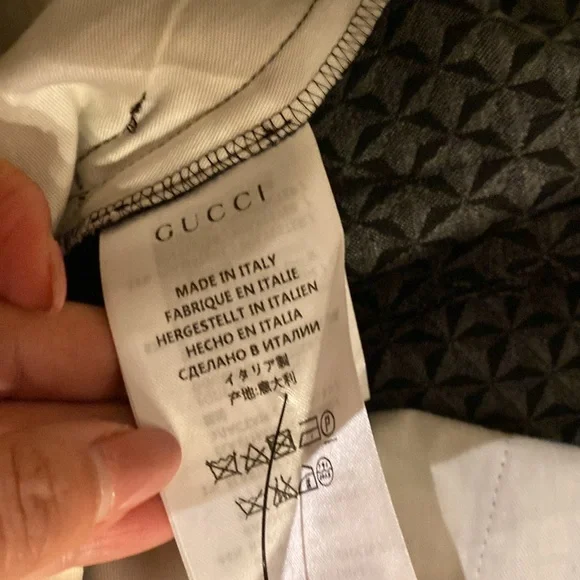 GUCCI
MADE IN ITALY
FABRIQUE EN ITALIE
HERGESTELLT IN ITALIEN
HECHO EN ITALIA
СДЕЛАНО В ИТАЛИИ
イタリア製
产地:意大利
P